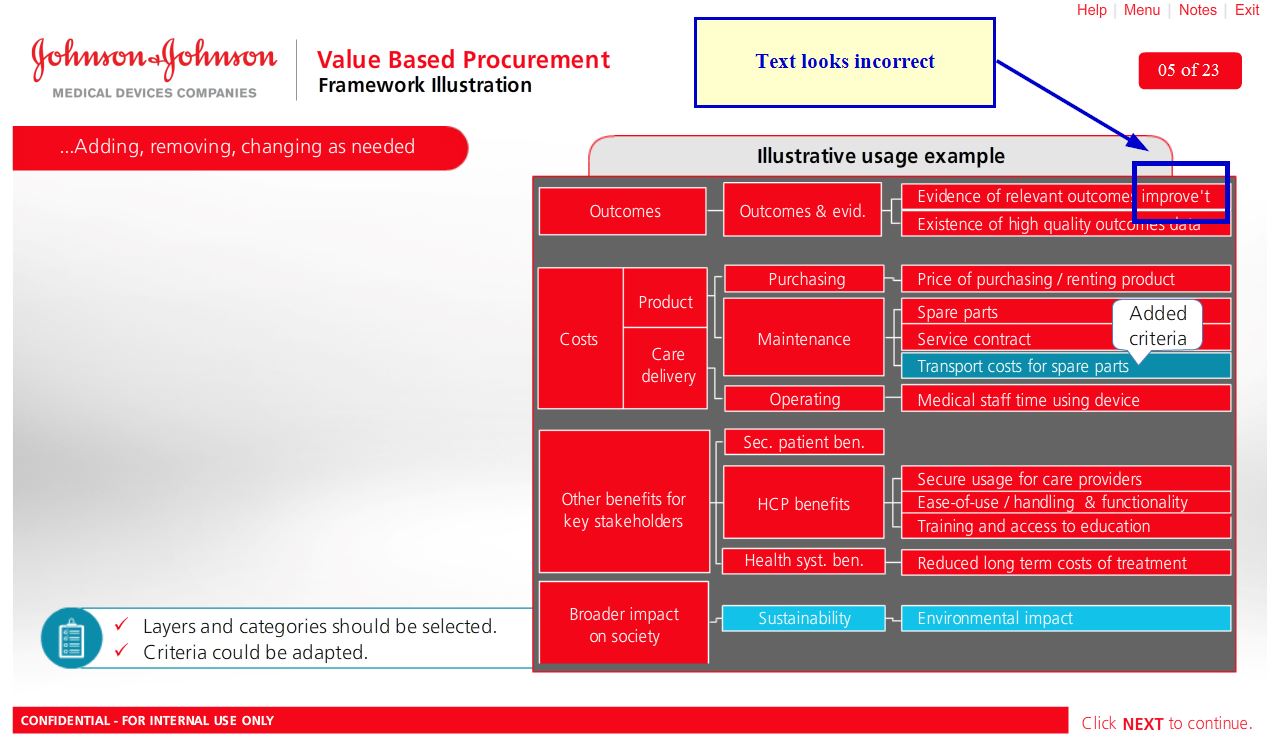 Help | Menu | Notes | Exit
Johnson & Johnson
MEDICAL DEVICES COMPANIES
Value Based Procurement
Framework Illustration
Text looks incorrect
05 of 23
...Adding, removing, changing as needed
Illustrative usage example
Outcomes
Outcomes & evid.
Evidence of relevant outcomes improve't
Existence of high quality outcomes data
Costs
Product
Care
delivery
Purchasing
Price of purchasing / renting product
Maintenance
Spare parts
Service contract
Transport costs for spare parts
Added
criteria
Operating
Medical staff time using device
Other benefits for
key stakeholders
Sec. patient ben.
HCP benefits
Secure usage for care providers
Ease-of-use / handling & functionality
Training and access to education
Health syst. ben.
Reduced long term costs of treatment
Broader impact
on society
Sustainability
Environmental impact
✓ Layers and categories should be selected.
✓ Criteria could be adapted.
CONFIDENTIAL - FOR INTERNAL USE ONLY
Click NEXT to continue.